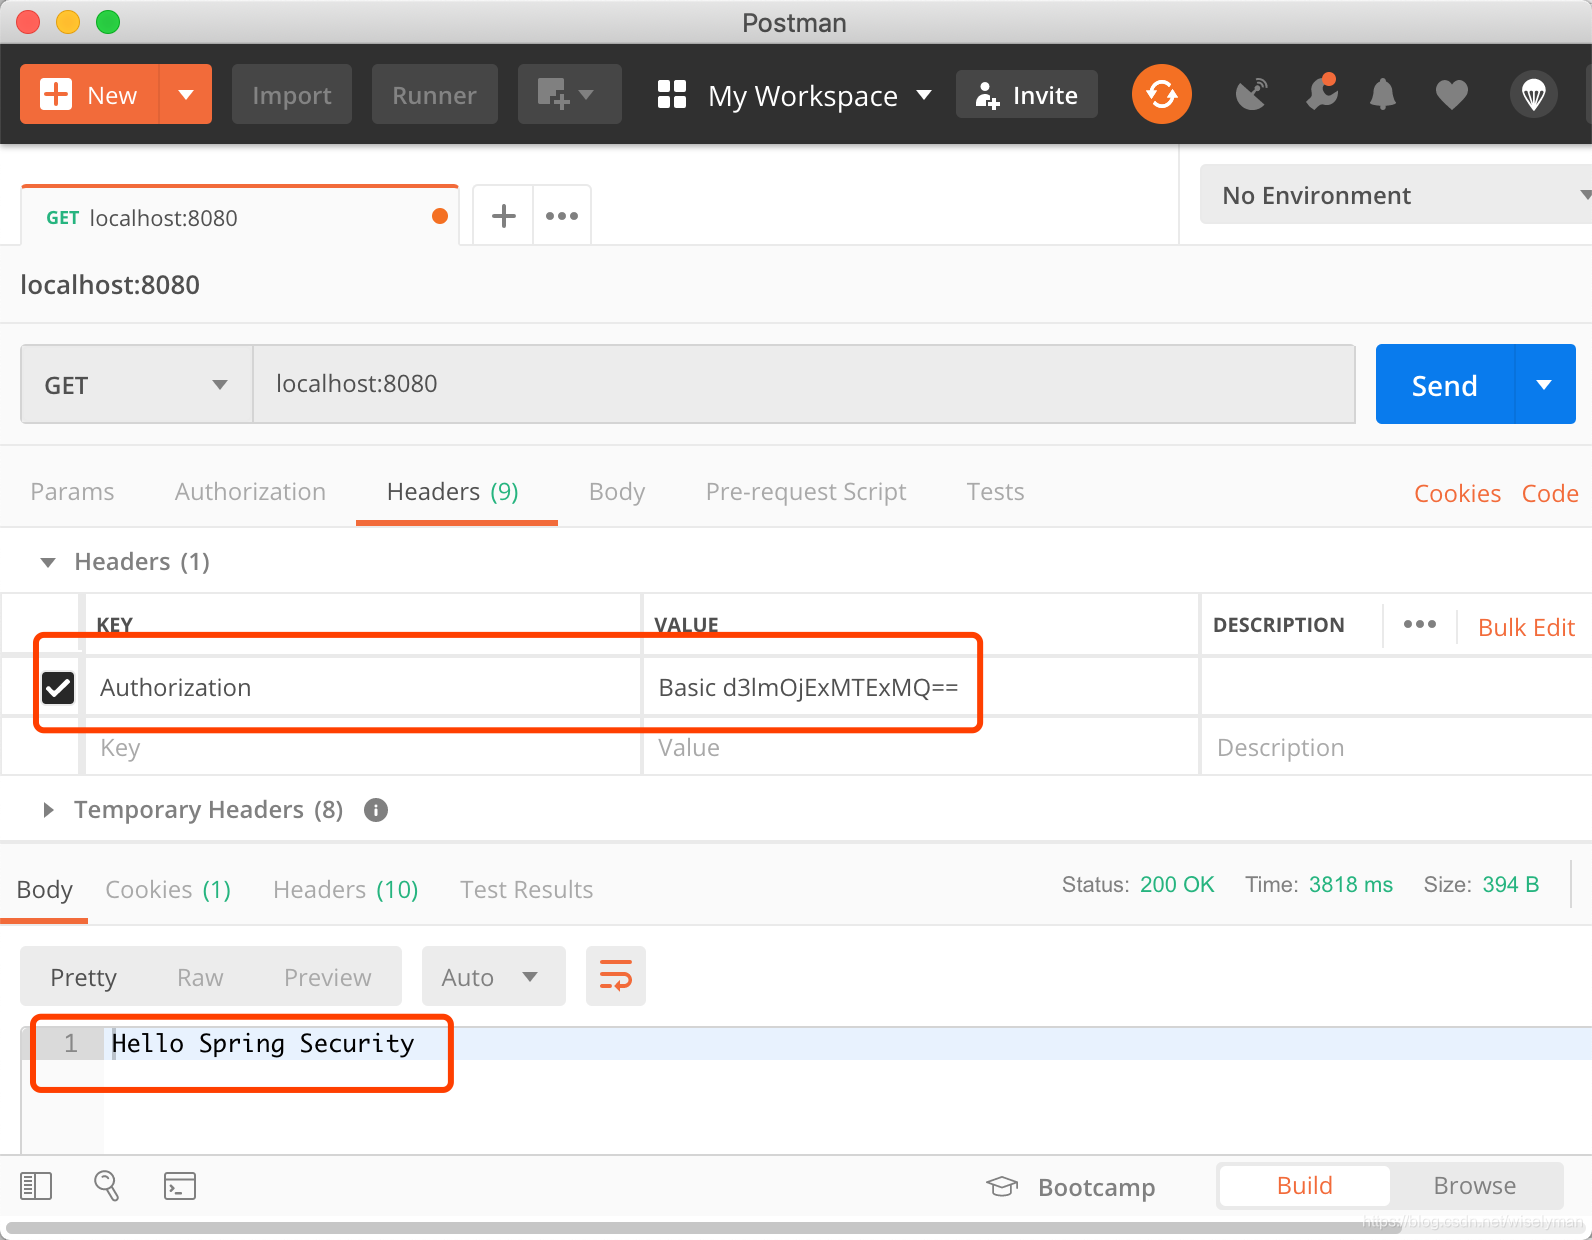 Postman
New
Import
Runner
My Workspace
Invite
GET localhost:8080
No Environment
localhost:8080
GET
localhost:8080
Send
Params
Authorization
Headers (9)
Body
Pre-request Script
Tests
Cookies
Code
Headers (1)
KEY
VALUE
DESCRIPTION
Bulk Edit
Authorization
Basic d3lmOjExMTExMQ==
Key
Value
Description
Temporary Headers (8)
Body
Cookies (1)
Headers (10)
Test Results
Status: 200 OK
Time: 3818 ms
Size: 394 B
Pretty
Raw
Preview
Auto
1
Hello Spring Security
Bootcamp
Build
Browse
https://blog.csdn.net/wiselyman